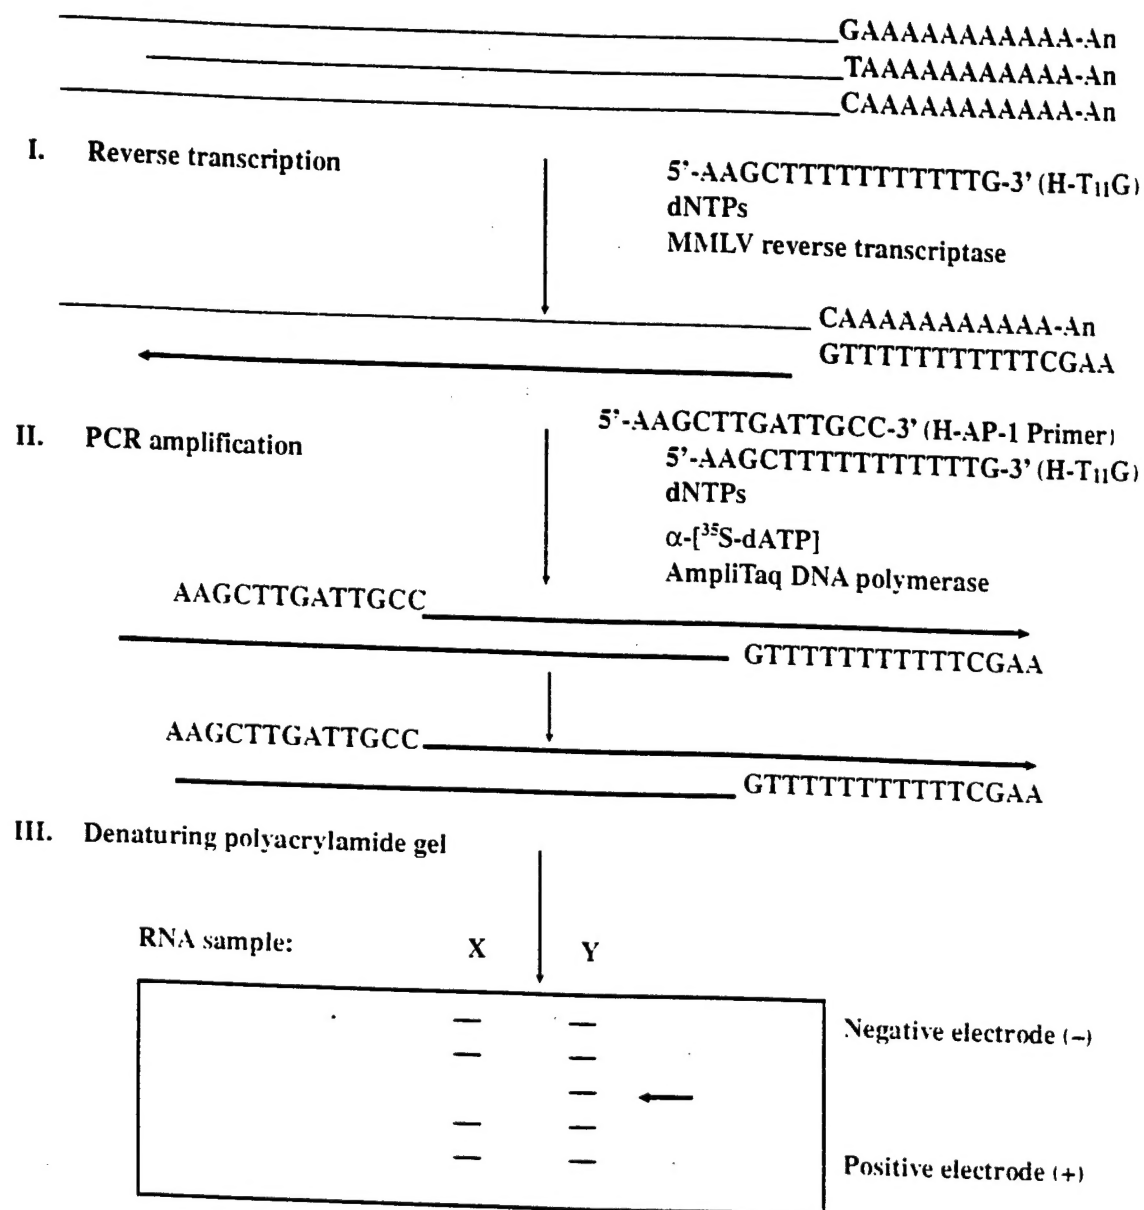 GAAAAAAAAAAA-An
TAAAAAAAAAAA-An
CAAAAAAAAAAA-An
I. Reverse transcription
5'-AAGCTTTTTTTTTTTG-3' (H-T11G)
dNTPs
MMLV reverse transcriptase
CAAAAAAAAAAA-An
GTTTTTTTTTTTCGAA
II. PCR amplification
5'-AAGCTTGATTGCC-3' (H-AP-1 Primer)
5'-AAGCTTTTTTTTTTTG-3' (H-T11G)
dNTPs
α-[35S-dATP]
AmpliTaq DNA polymerase
AAGCTTGATTGCC
GTTTTTTTTTTTCGAA
AAGCTTGATTGCC
GTTTTTTTTTTTCGAA
III. Denaturing polyacrylamide gel
RNA sample: X Y
Negative electrode (–)
Positive electrode (+)